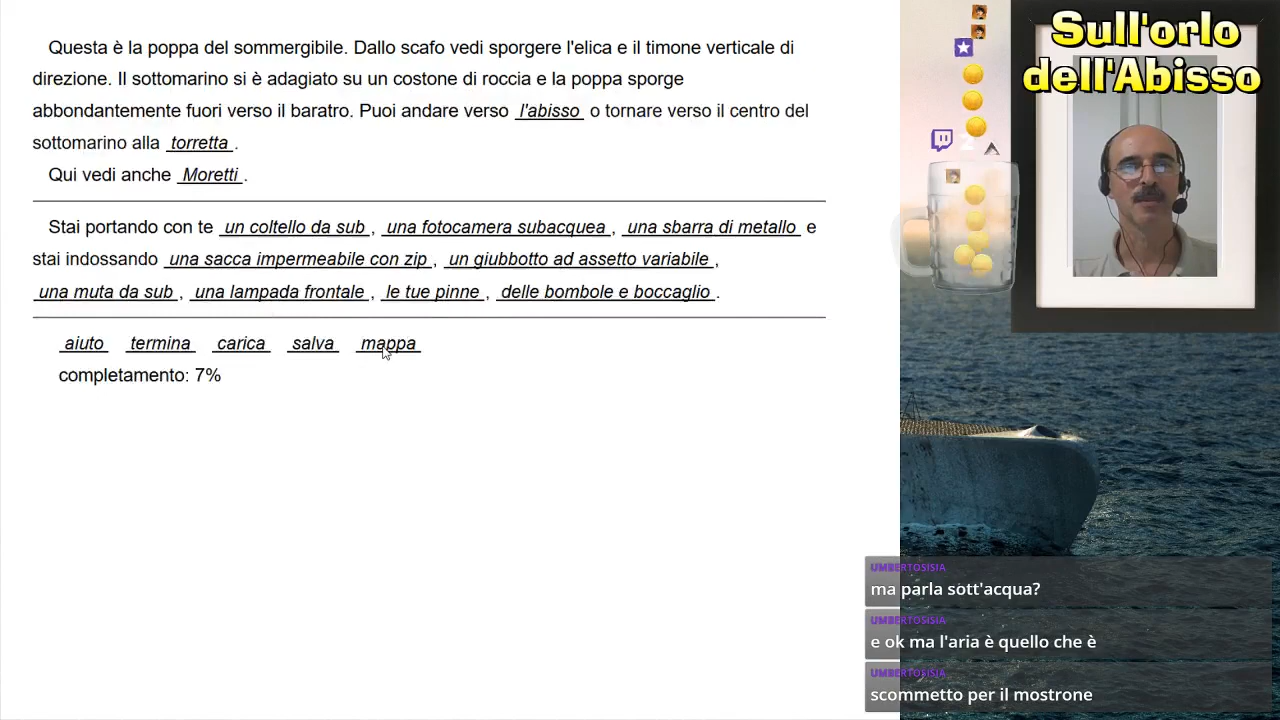 Questa è la poppa del sommergibile. Dallo scafo vedi sporgere l'elica e il timone verticale di
direzione. Il sottomarino si è adagiato su un costone di roccia e la poppa sporge
abbondantemente fuori verso il baratro. Puoi andare verso l'abisso o tornare verso il centro del
sottomarino alla torretta.
Qui vedi anche Moretti.
Stai portando con te un coltello da sub, una fotocamera subacquea, una sbarra di metallo e
stai indossando una sacca impermeabile con zip, un giubbotto ad assetto variabile,
una muta da sub, una lampada frontale, le tue pinne, delle bombole e boccaglio.
aiuto termina carica salva mappa
completamento: 7%
Sull'orlo
dell'Abisso
UMBERTOSISIA
ma parla sott'acqua?
UMBERTOSISIA
e ok ma l'aria è quello che è
UMBERTOSISIA
scommetto per il mostrone